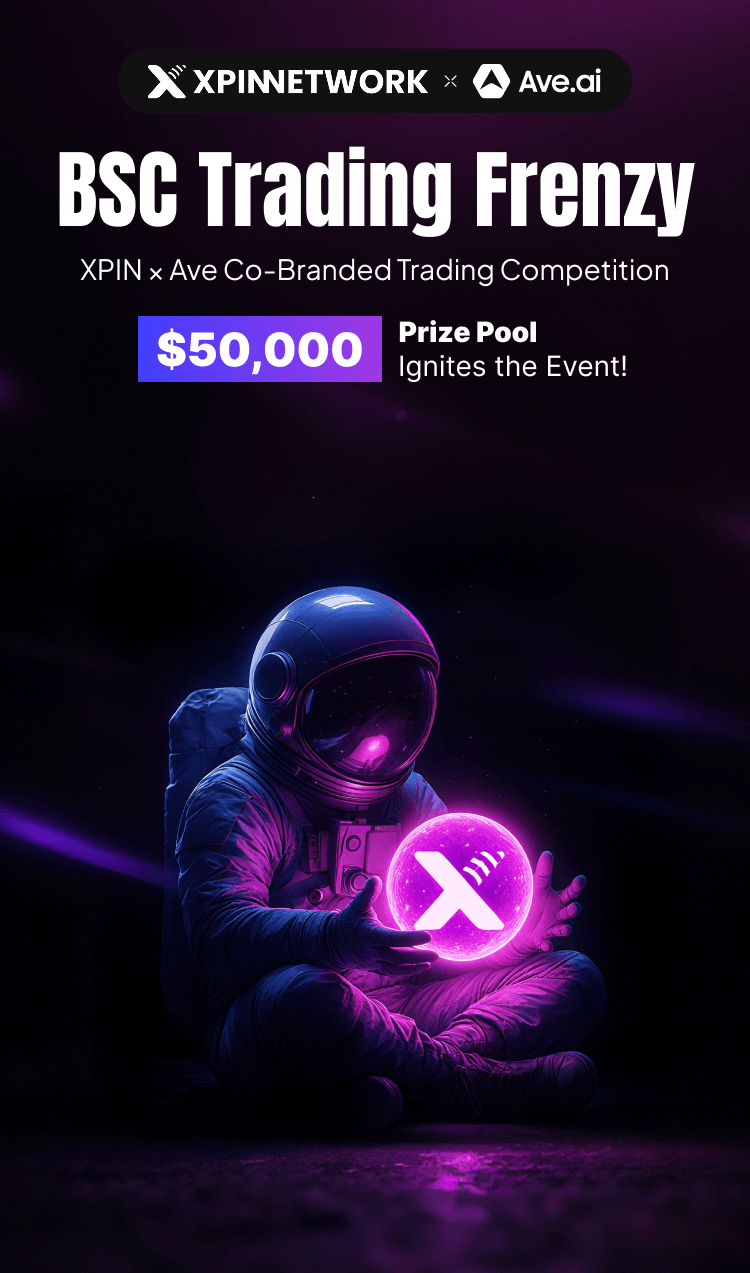 XPINNETWORK × Ave.ai
BSC Trading Frenzy
XPIN × Ave Co-Branded Trading Competition
$50,000
Prize Pool
Ignites the Event!